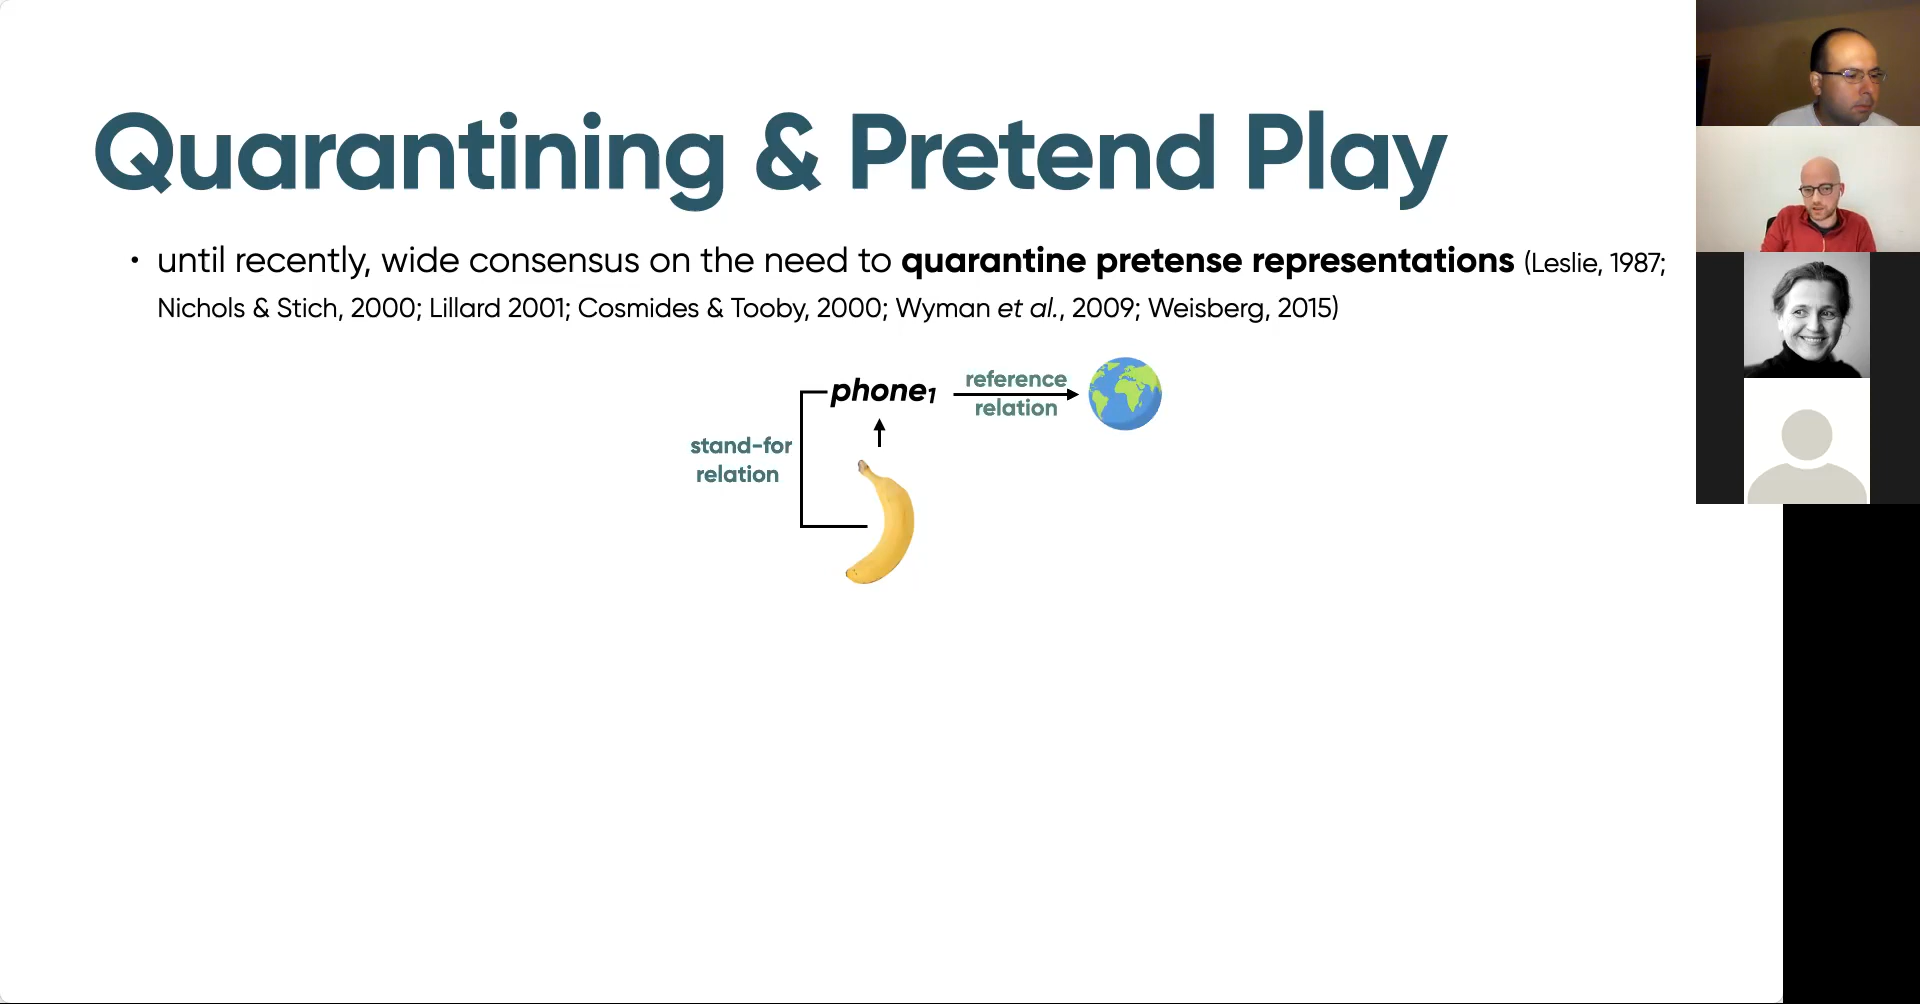 Quarantining & Pretend Play
• until recently, wide consensus on the need to quarantine pretense representations (Leslie, 1987;
Nichols & Stich, 2000; Lillard 2001; Cosmides & Tooby, 2000; Wyman et al., 2009; Weisberg, 2015)
phone₁
reference
relation
stand-for
relation